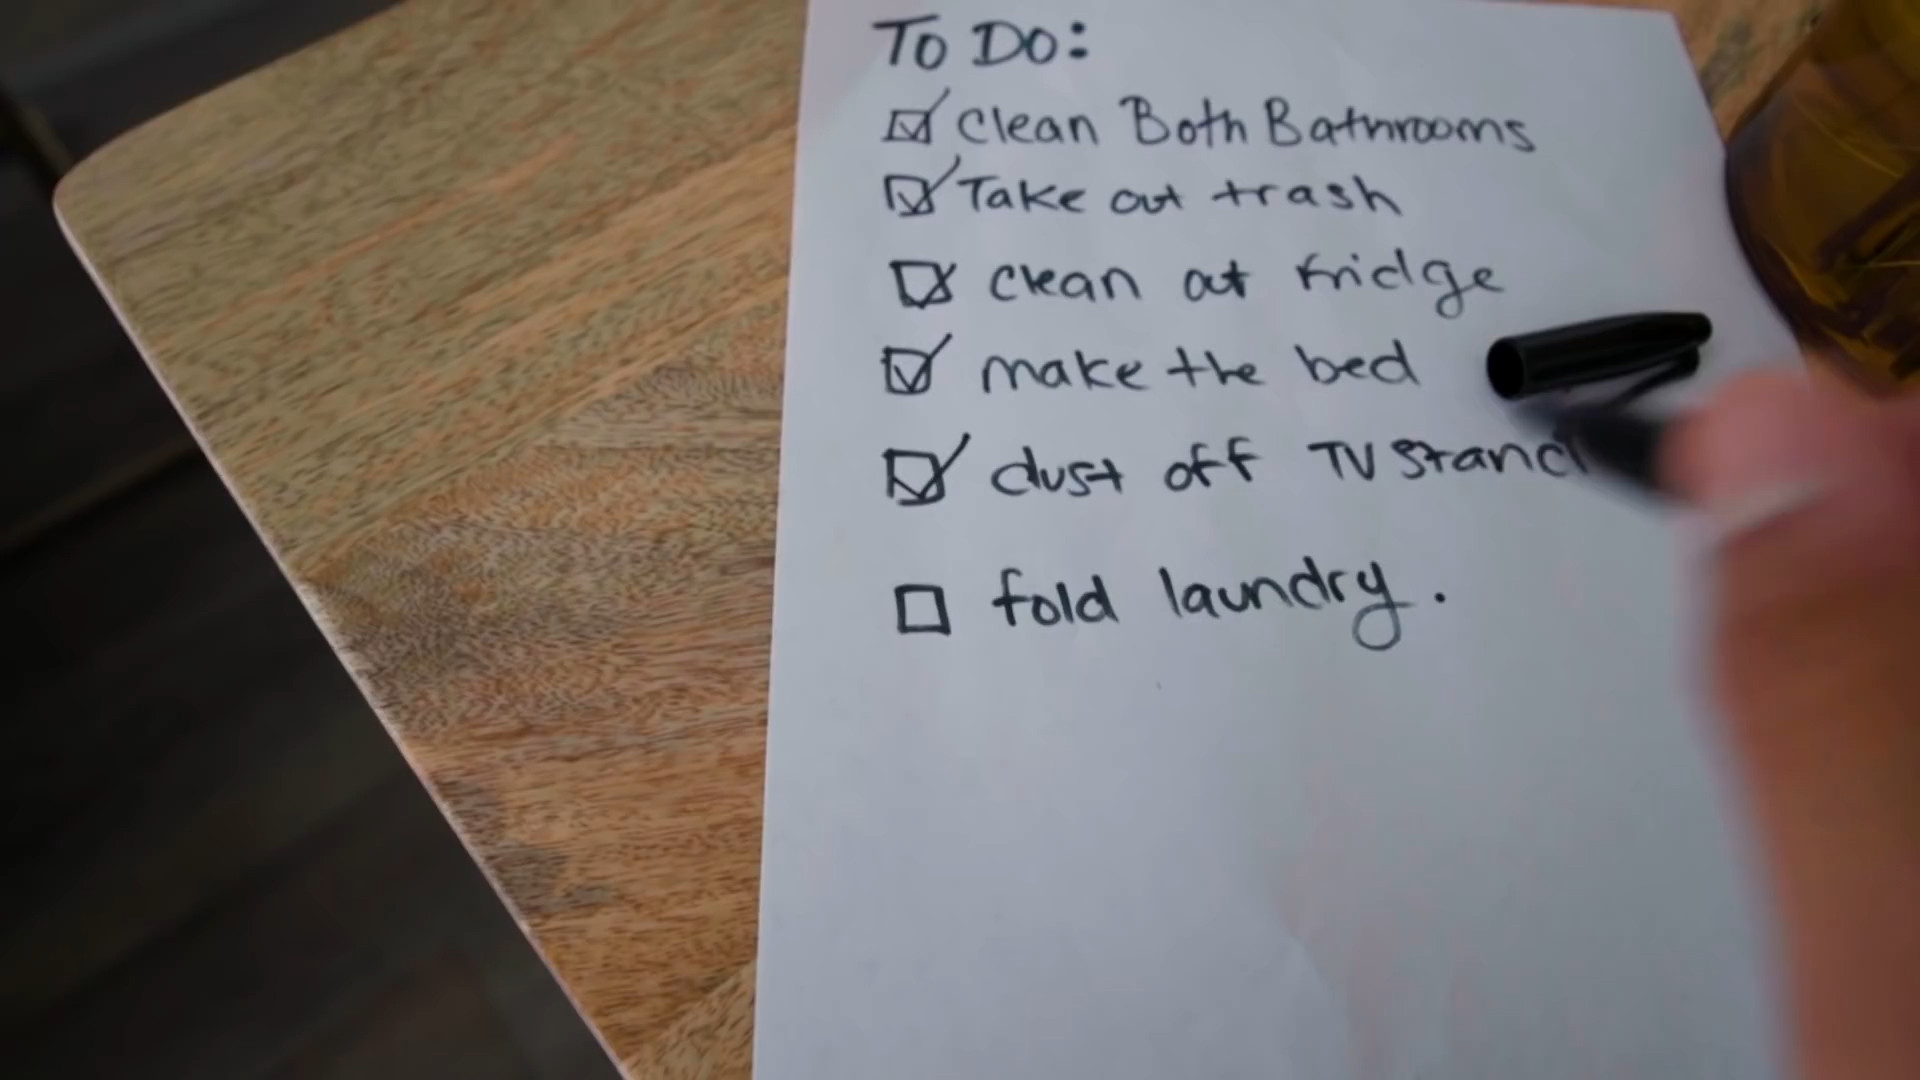 To Do:
☑ Clean Both Bathrooms
☑ Take out trash
☑ clean out fridge
☑ make the bed
☑ dust off TV Stand
☐ fold laundry.